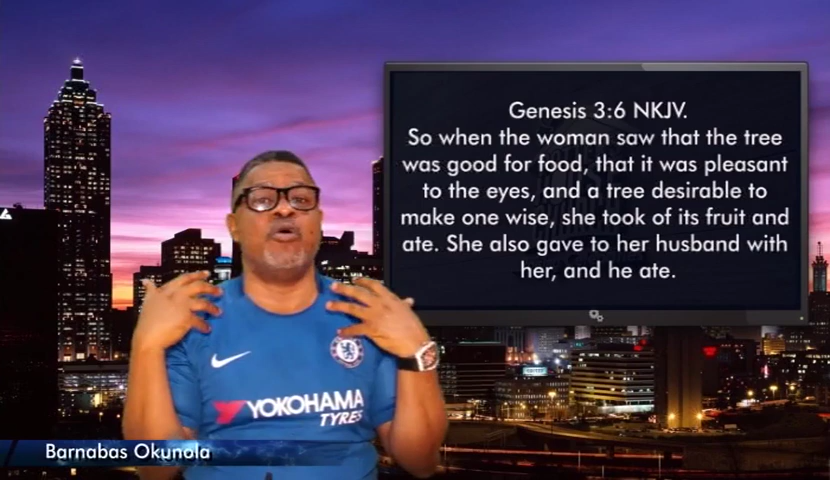 Genesis 3:6 NKJV.
So when the woman saw that the tree
was good for food, that it was pleasant
to the eyes, and a tree desirable to
make one wise, she took of its fruit and
ate. She also gave to her husband with
her, and he ate.
YOKOHAMA
TYRES
Barnabas Okunola